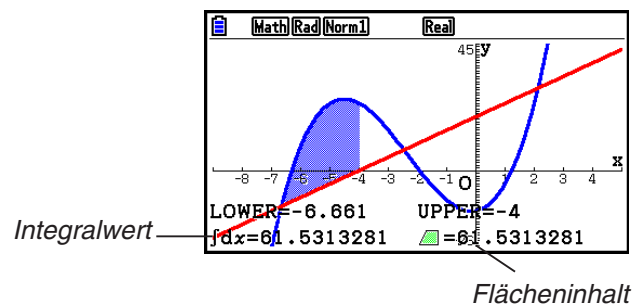 Math Rad Norm1 Real
45 y
x
-8 -7 -6 -5 -4 -3 -2 -1 O 1 2 3 4
LOWER=-6.661 UPPER=-4
Integralwert
∫dx=61.5313281 =61.5313281
Flächeninhalt